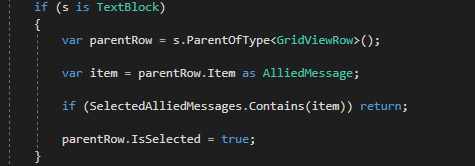 if (s is TextBlock)
{
var parentRow = s.ParentOfType<GridViewRow>();
var item = parentRow.Item as AlliedMessage;
if (SelectedAlliedMessages.Contains(item)) return;
parentRow.IsSelected = true;
}